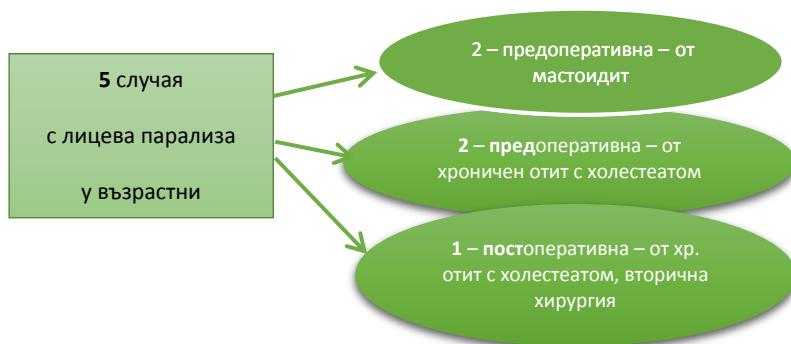 5 случая
с лицева парализа
у възрастни
2 – предоперативна – от
мастоидит
2 – предоперативна – от
хроничен отит с холестеатом
1 – постоперативна – от хр.
отит с холестеатом, вторична
хирургия